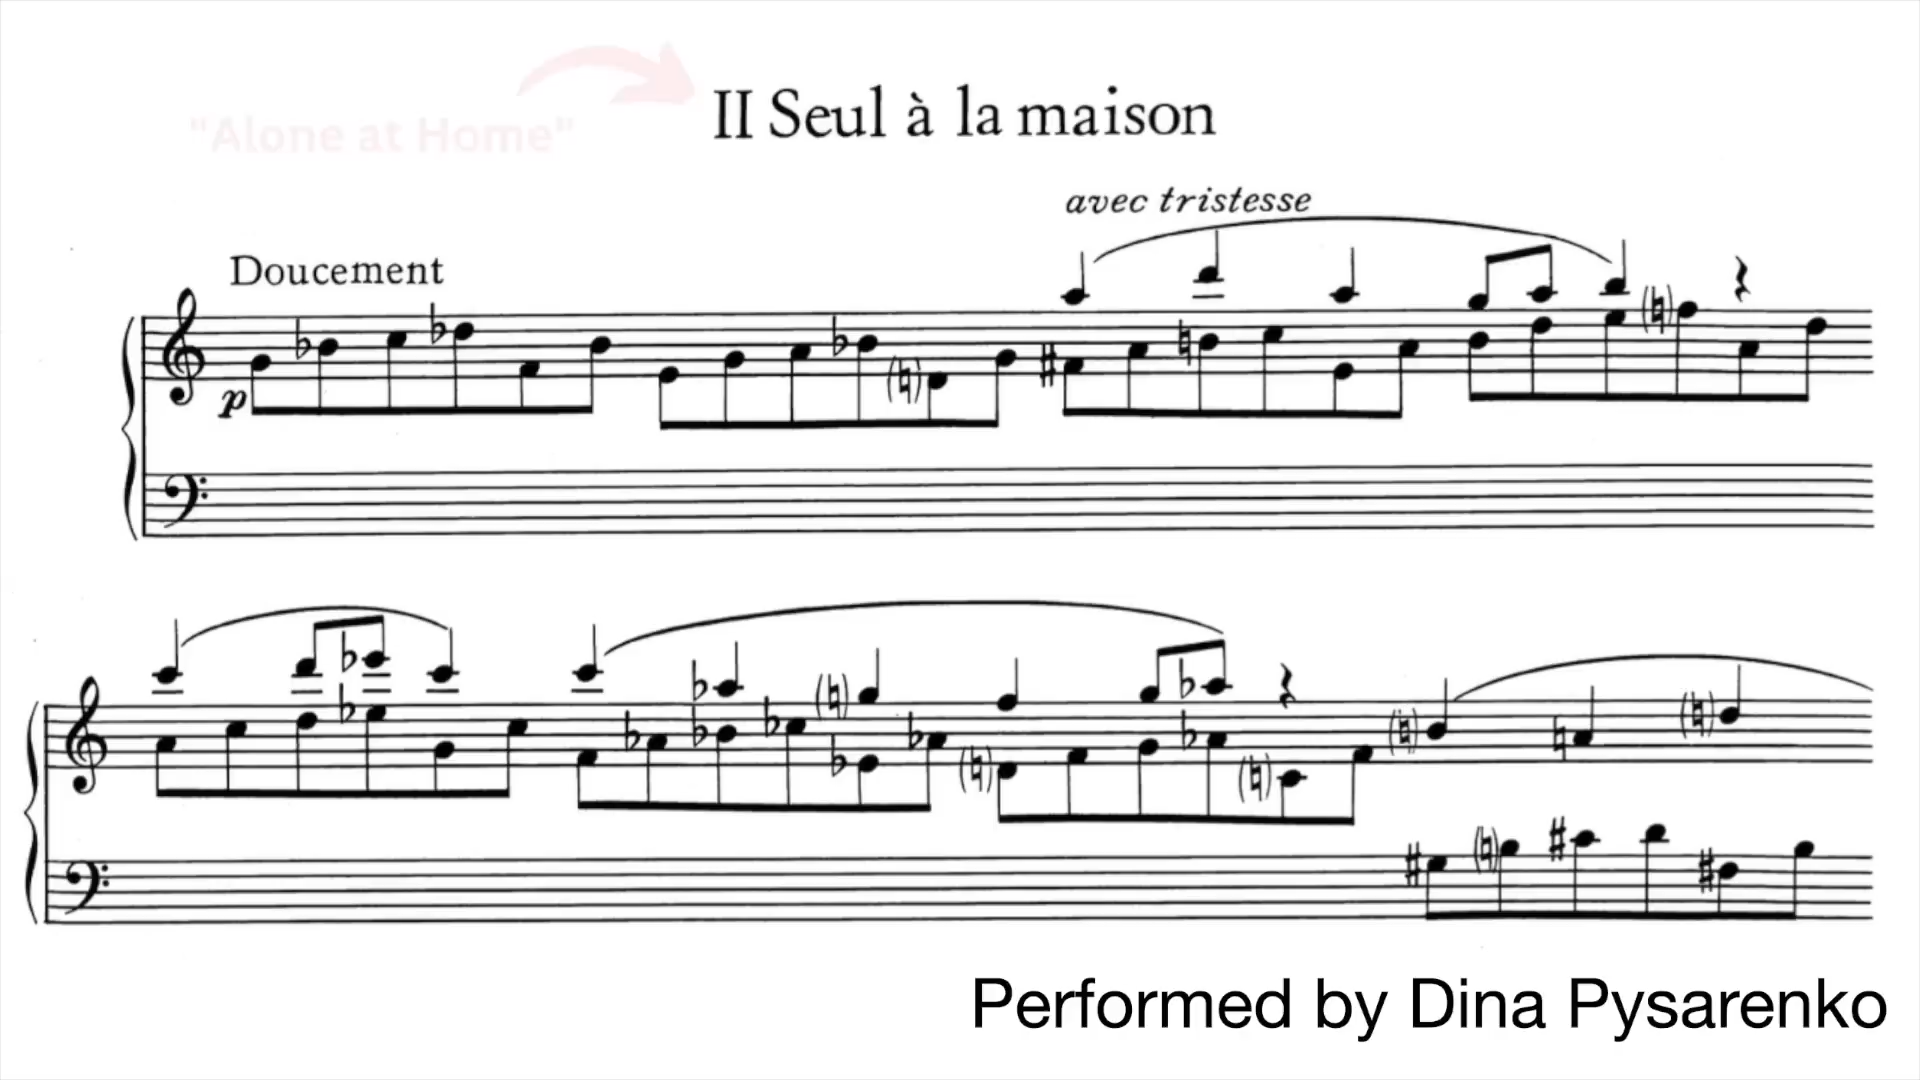 "Alone at Home"
II Seul à la maison
avec tristesse
Doucement
p
Performed by Dina Pysarenko